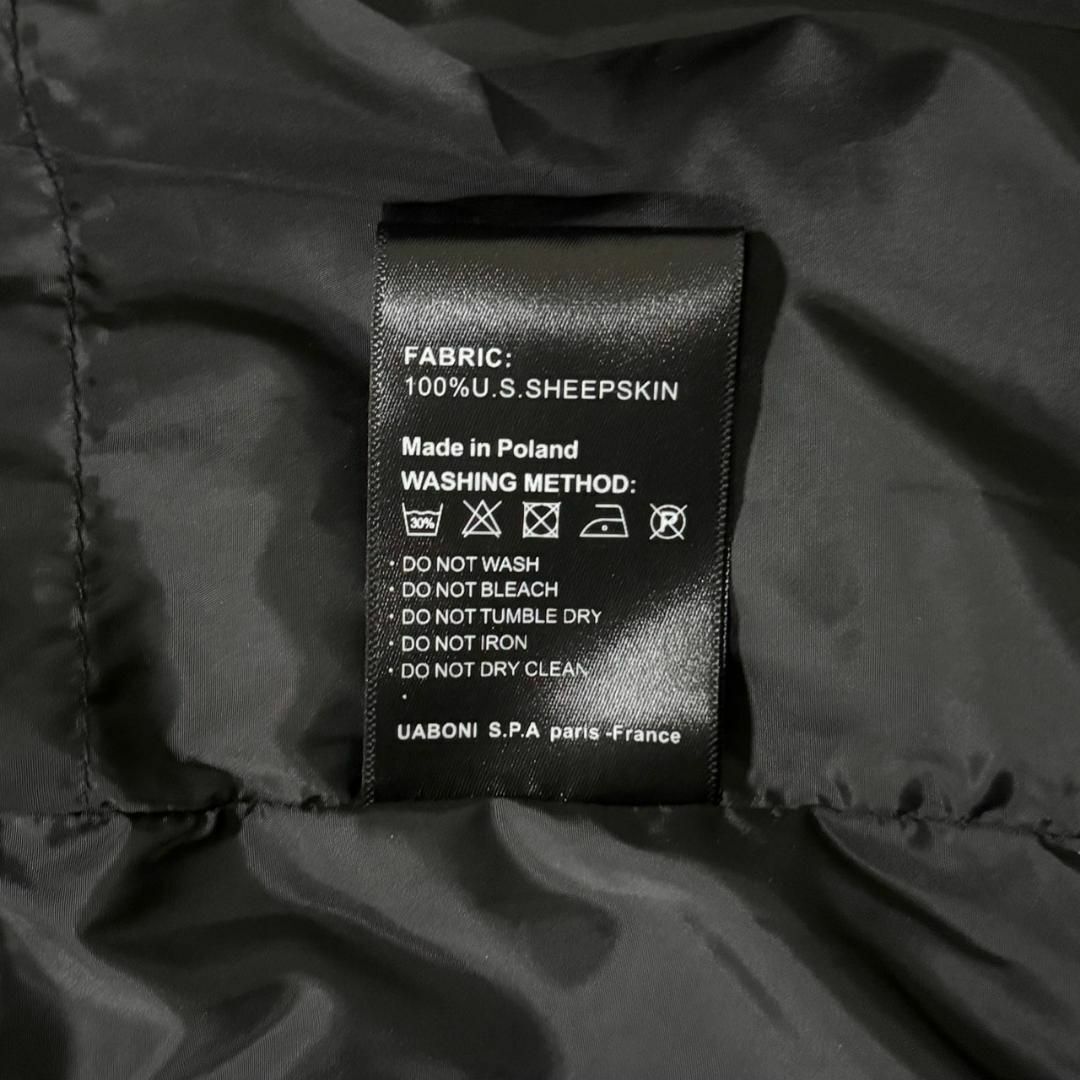 FABRIC:
100%U.S.SHEEPSKIN
Made in Poland
WASHING METHOD:
30% P
· DO NOT WASH
· DO NOT BLEACH
· DO NOT TUMBLE DRY
· DO NOT IRON
· DO NOT DRY CLEAN
·
UABONI S.P.A paris -France